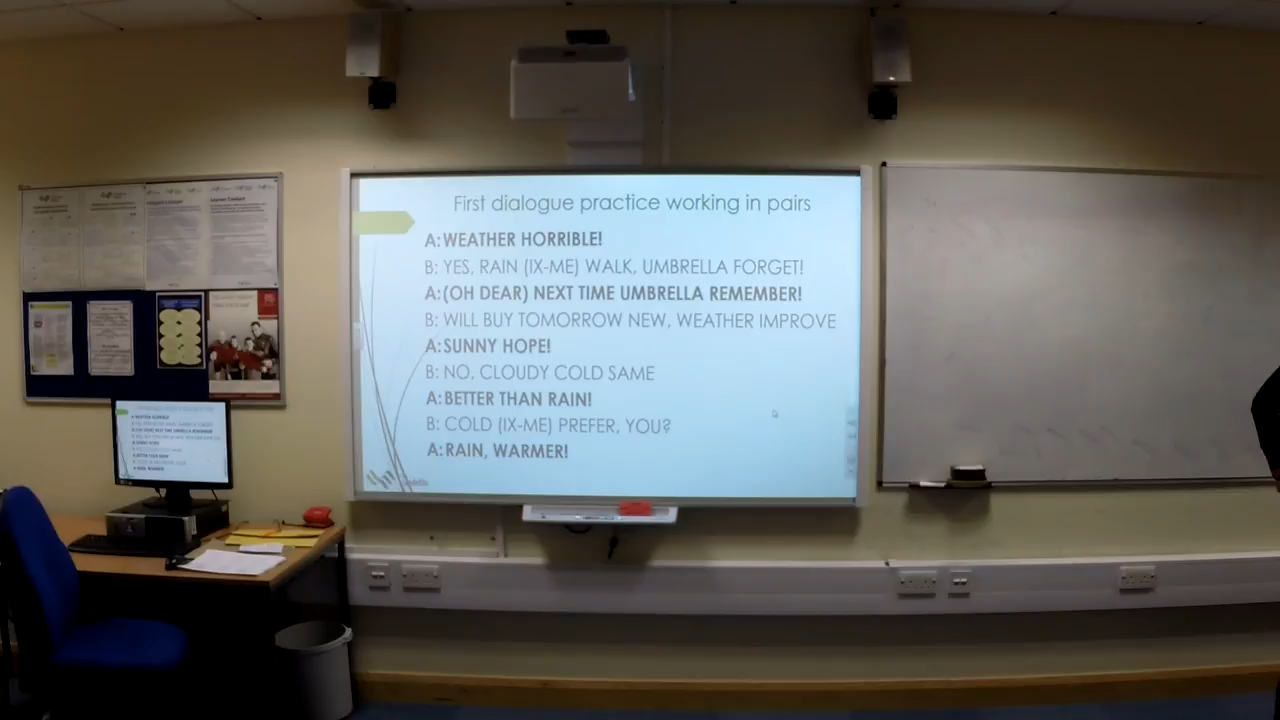 First dialogue practice working in pairs
A: WEATHER HORRIBLE!
B: YES, RAIN (IX-ME) WALK, UMBRELLA FORGET!
A: (OH DEAR) NEXT TIME UMBRELLA REMEMBER!
B: WILL BUY TOMORROW NEW, WEATHER IMPROVE
A: SUNNY HOPE!
B: NO, CLOUDY COLD SAME
A: BETTER THAN RAIN!
B: COLD (IX-ME) PREFER, YOU?
A: RAIN, WARMER!